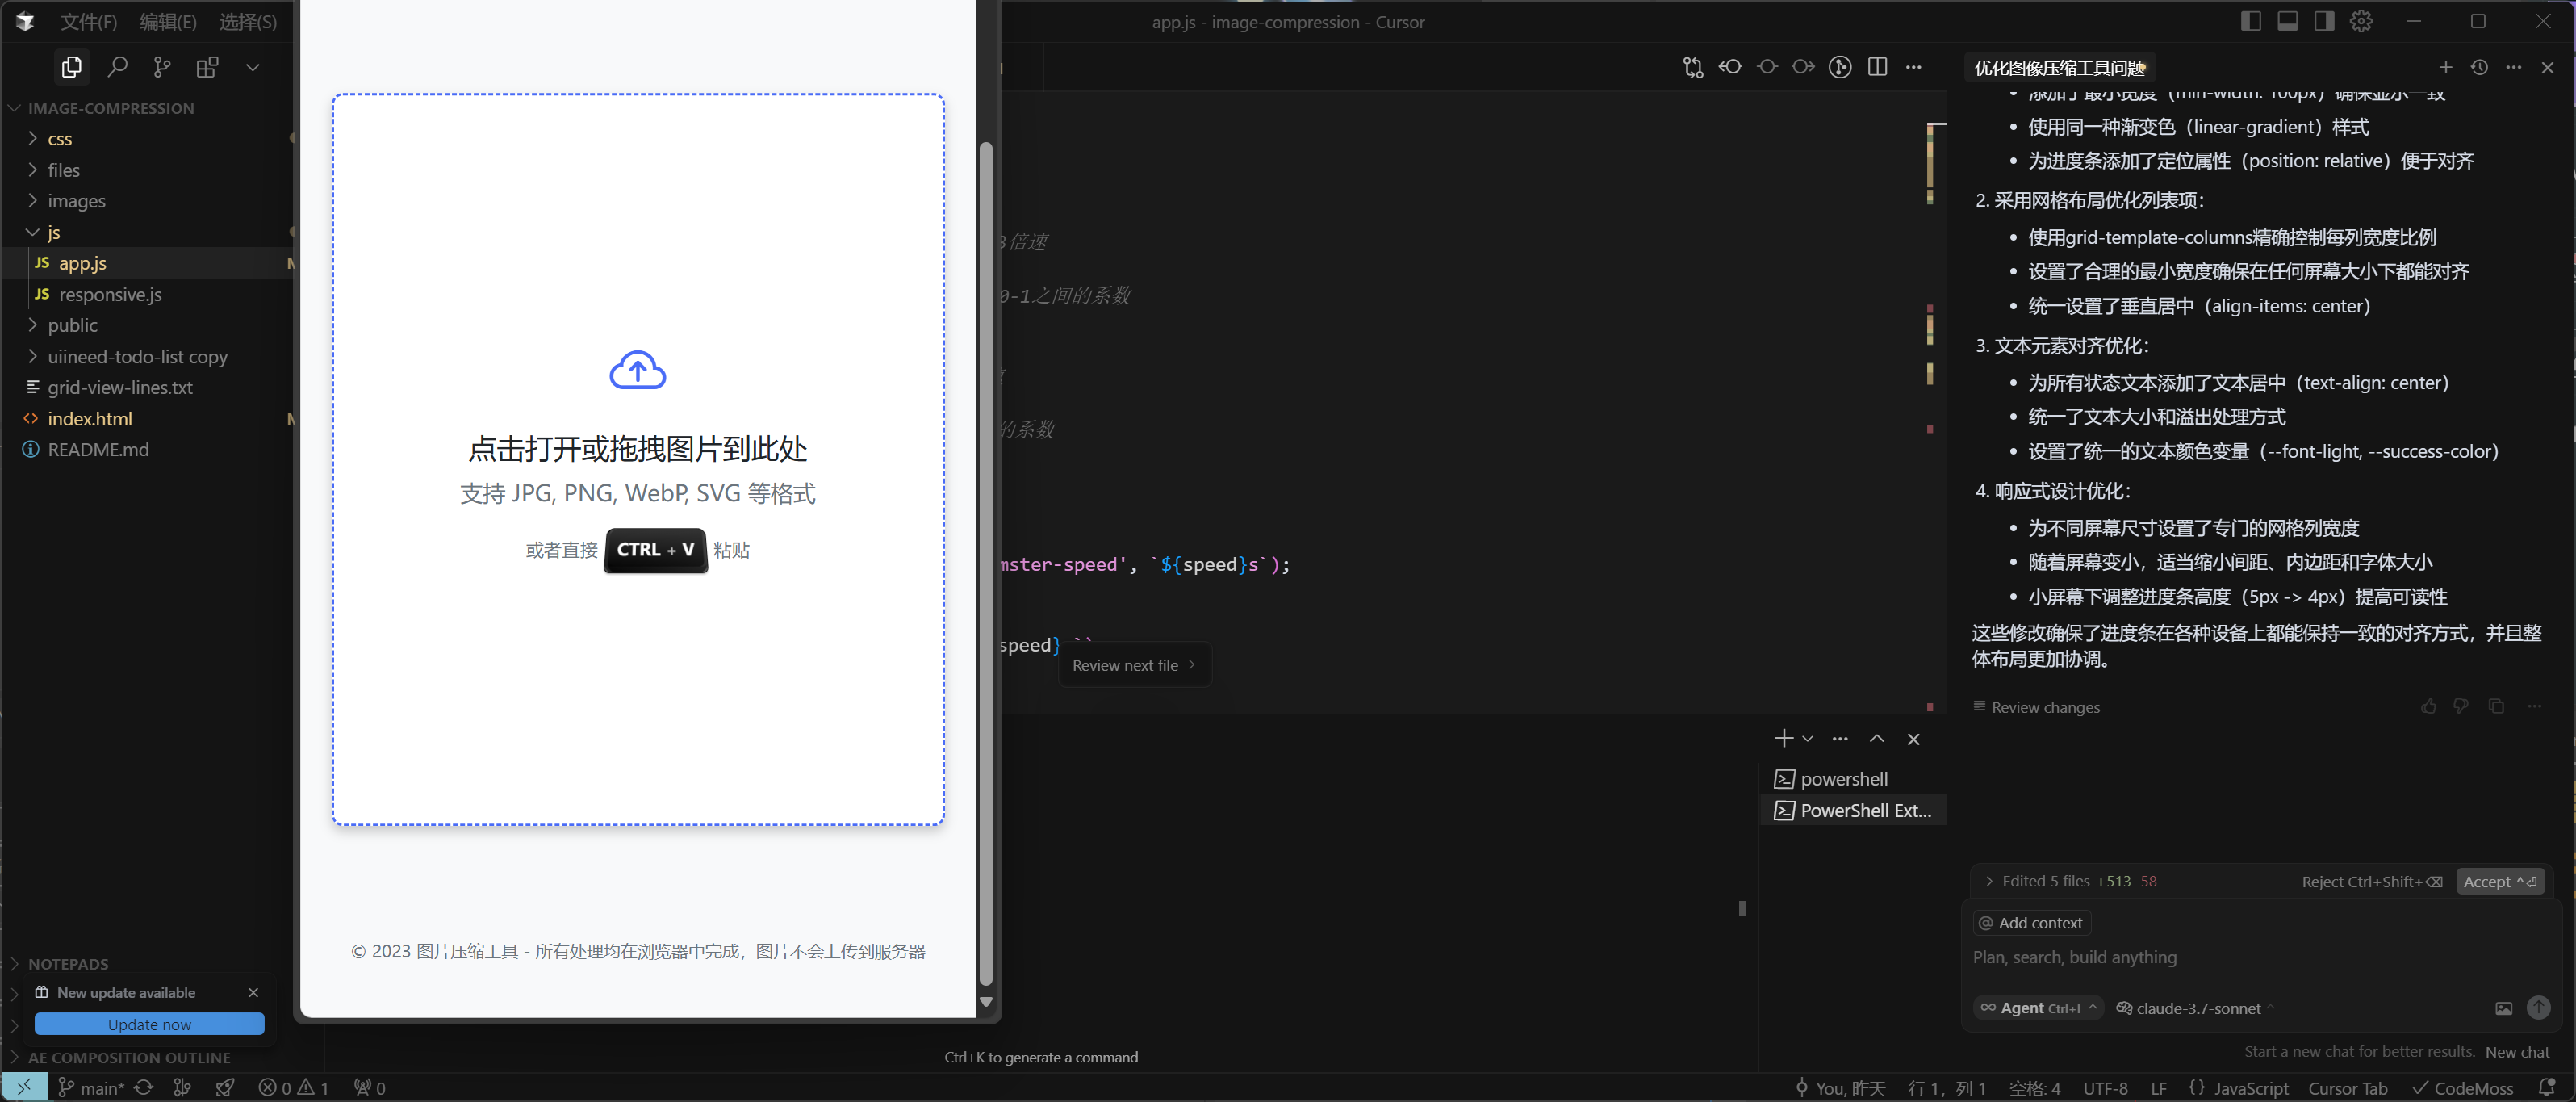 文件(F) 编辑(E) 选择(S)
app.js - image-compression - Cursor
IMAGE-COMPRESSION
css
files
images
js
JS app.js
JS responsive.js
public
uiineed-todo-list copy
grid-view-lines.txt
index.html
README.md
NOTEPADS
New update available
Update now
AE COMPOSITION OUTLINE
点击打开或拖拽图片到此处
支持 JPG, PNG, WebP, SVG 等格式
或者直接 CTRL + V 粘贴
© 2023 图片压缩工具 - 所有处理均在浏览器中完成，图片不会上传到服务器
倍速
0-1之间的系数
的系数
mster-speed', `${speed}s`);
speed} ``
Review next file
powershell
PowerShell Ext...
Ctrl+K to generate a command
优化图像压缩工具问题
添加了最小宽度（min-width: 100px）确保显示一致
使用同一种渐变色（linear-gradient）样式
为进度条添加了定位属性（position: relative）便于对齐
2. 采用网格布局优化列表项：
使用grid-template-columns精确控制每列宽度比例
设置了合理的最小宽度确保在任何屏幕大小下都能对齐
统一设置了垂直居中（align-items: center）
3. 文本元素对齐优化：
为所有状态文本添加了文本居中（text-align: center）
统一了文本大小和溢出处理方式
设置了统一的文本颜色变量（--font-light, --success-color）
4. 响应式设计优化：
为不同屏幕尺寸设置了专门的网格列宽度
随着屏幕变小，适当缩小间距、内边距和字体大小
小屏幕下调整进度条高度（5px -> 4px）提高可读性
这些修改确保了进度条在各种设备上都能保持一致的对齐方式，并且整
体布局更加协调。
Review changes
Edited 5 files +513 -58 Reject Ctrl+Shift+⌫ Accept ^⏎
@ Add context
Plan, search, build anything
∞ Agent Ctrl+I claude-3.7-sonnet
Start a new chat for better results. New chat
main* 0 1 0
You, 昨天 行 1，列 1 空格: 4 UTF-8 LF {} JavaScript Cursor Tab ✓ CodeMoss